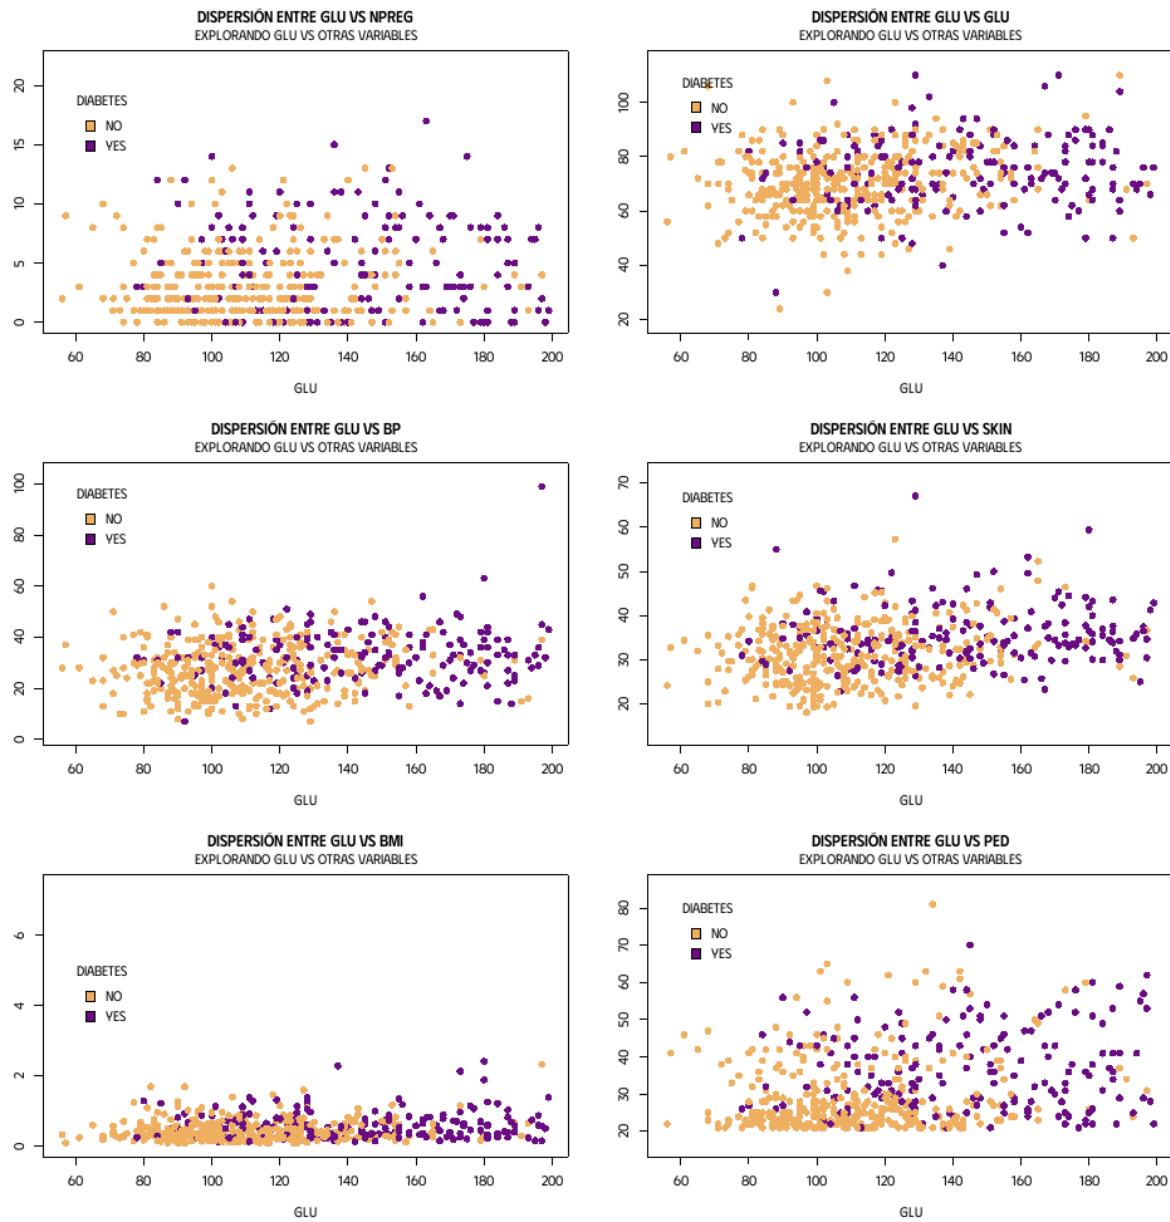 DISPERSIÓN ENTRE GLU VS NPREG
EXPLORANDO GLU VS OTRAS VARIABLES
DIABETES
NO
YES
20
15
10
5
0
60 80 100 120 140 160 180 200
GLU
DISPERSIÓN ENTRE GLU VS GLU
EXPLORANDO GLU VS OTRAS VARIABLES
DIABETES
NO
YES
100
80
60
40
20
60 80 100 120 140 160 180 200
GLU
DISPERSIÓN ENTRE GLU VS BP
EXPLORANDO GLU VS OTRAS VARIABLES
DIABETES
NO
YES
100
80
60
40
20
0
60 80 100 120 140 160 180 200
GLU
DISPERSIÓN ENTRE GLU VS SKIN
EXPLORANDO GLU VS OTRAS VARIABLES
DIABETES
NO
YES
70
60
50
40
30
20
60 80 100 120 140 160 180 200
GLU
DISPERSIÓN ENTRE GLU VS BMI
EXPLORANDO GLU VS OTRAS VARIABLES
DIABETES
NO
YES
6
4
2
0
60 80 100 120 140 160 180 200
GLU
DISPERSIÓN ENTRE GLU VS PED
EXPLORANDO GLU VS OTRAS VARIABLES
DIABETES
NO
YES
80
70
60
50
40
30
20
60 80 100 120 140 160 180 200
GLU